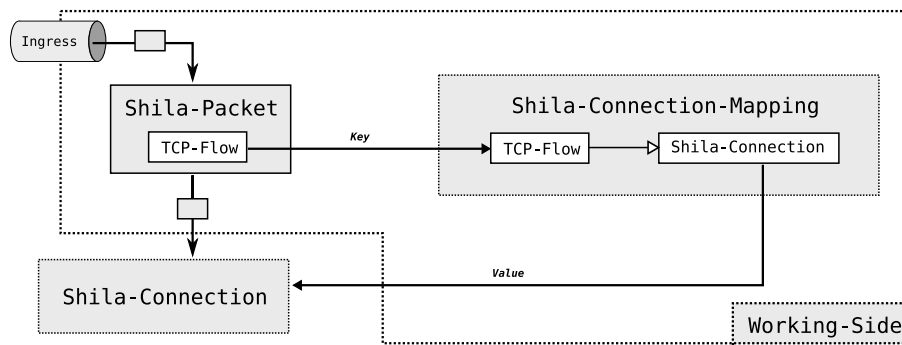 Ingress
Shila-Packet
TCP-Flow
Key
Shila-Connection-Mapping
TCP-Flow
Shila-Connection
Value
Shila-Connection
Working-Side